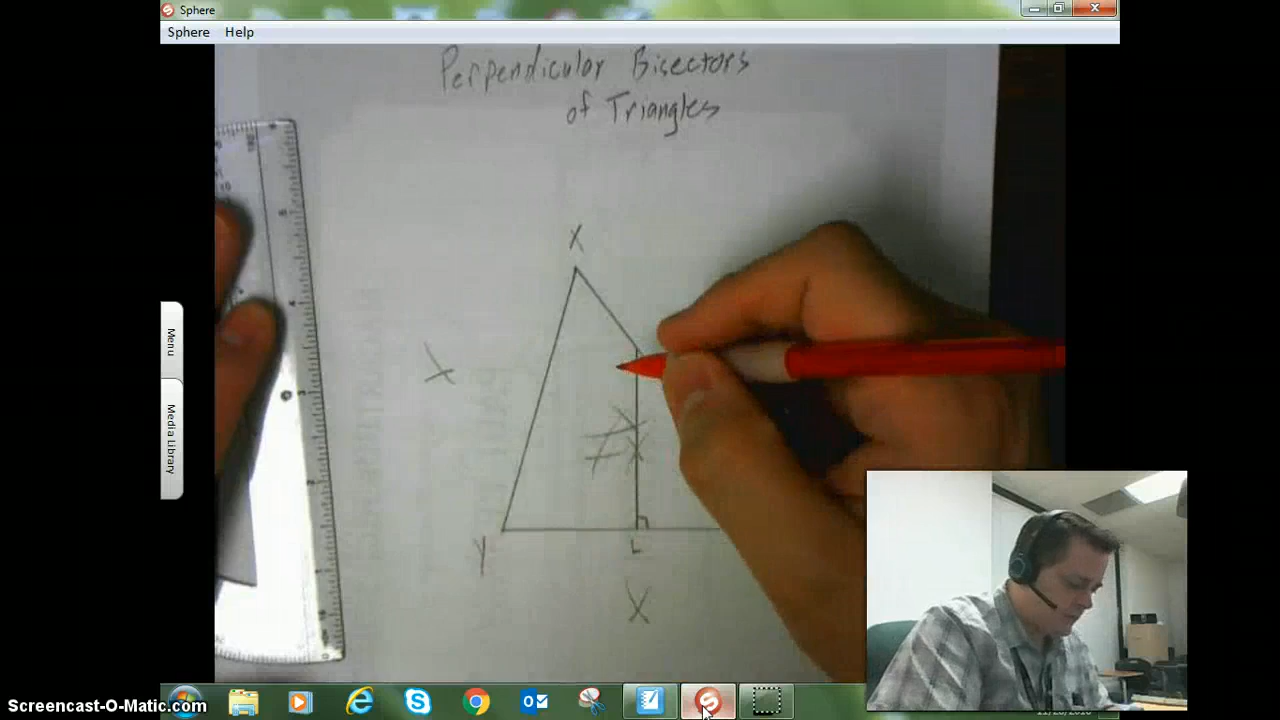 Sphere
Sphere Help
Perpendicular Bisectors
of Triangles
X
Menu
Media Library
Y
L
Screencast-O-Matic.com